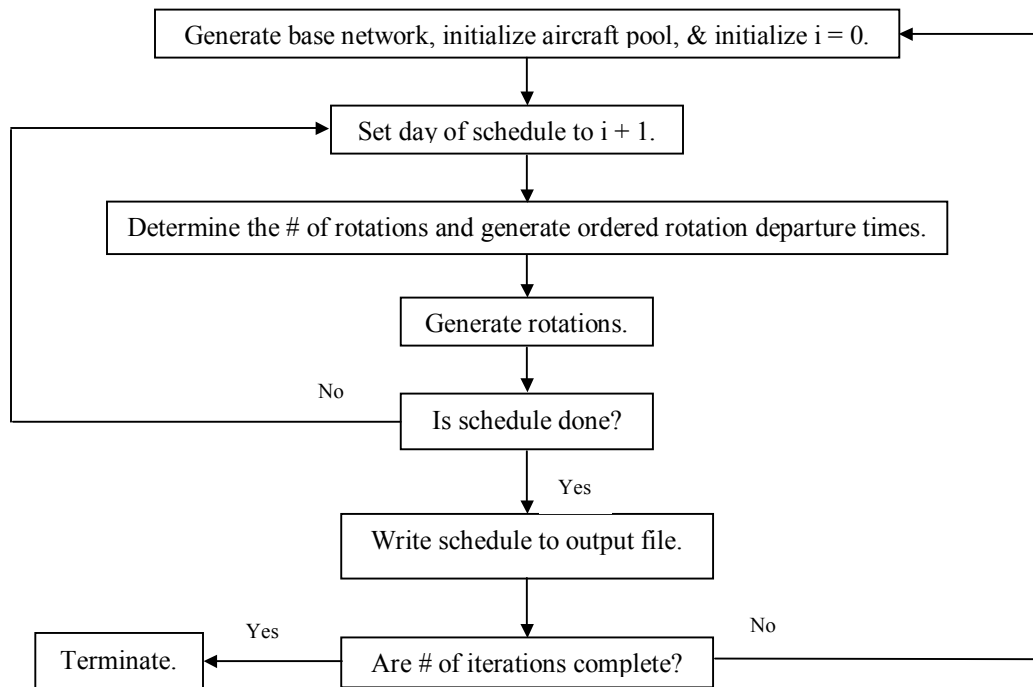 Generate base network, initialize aircraft pool, & initialize i = 0.
Set day of schedule to i + 1.
Determine the # of rotations and generate ordered rotation departure times.
Generate rotations.
No
Is schedule done?
Yes
Write schedule to output file.
Yes
No
Terminate.
Are # of iterations complete?